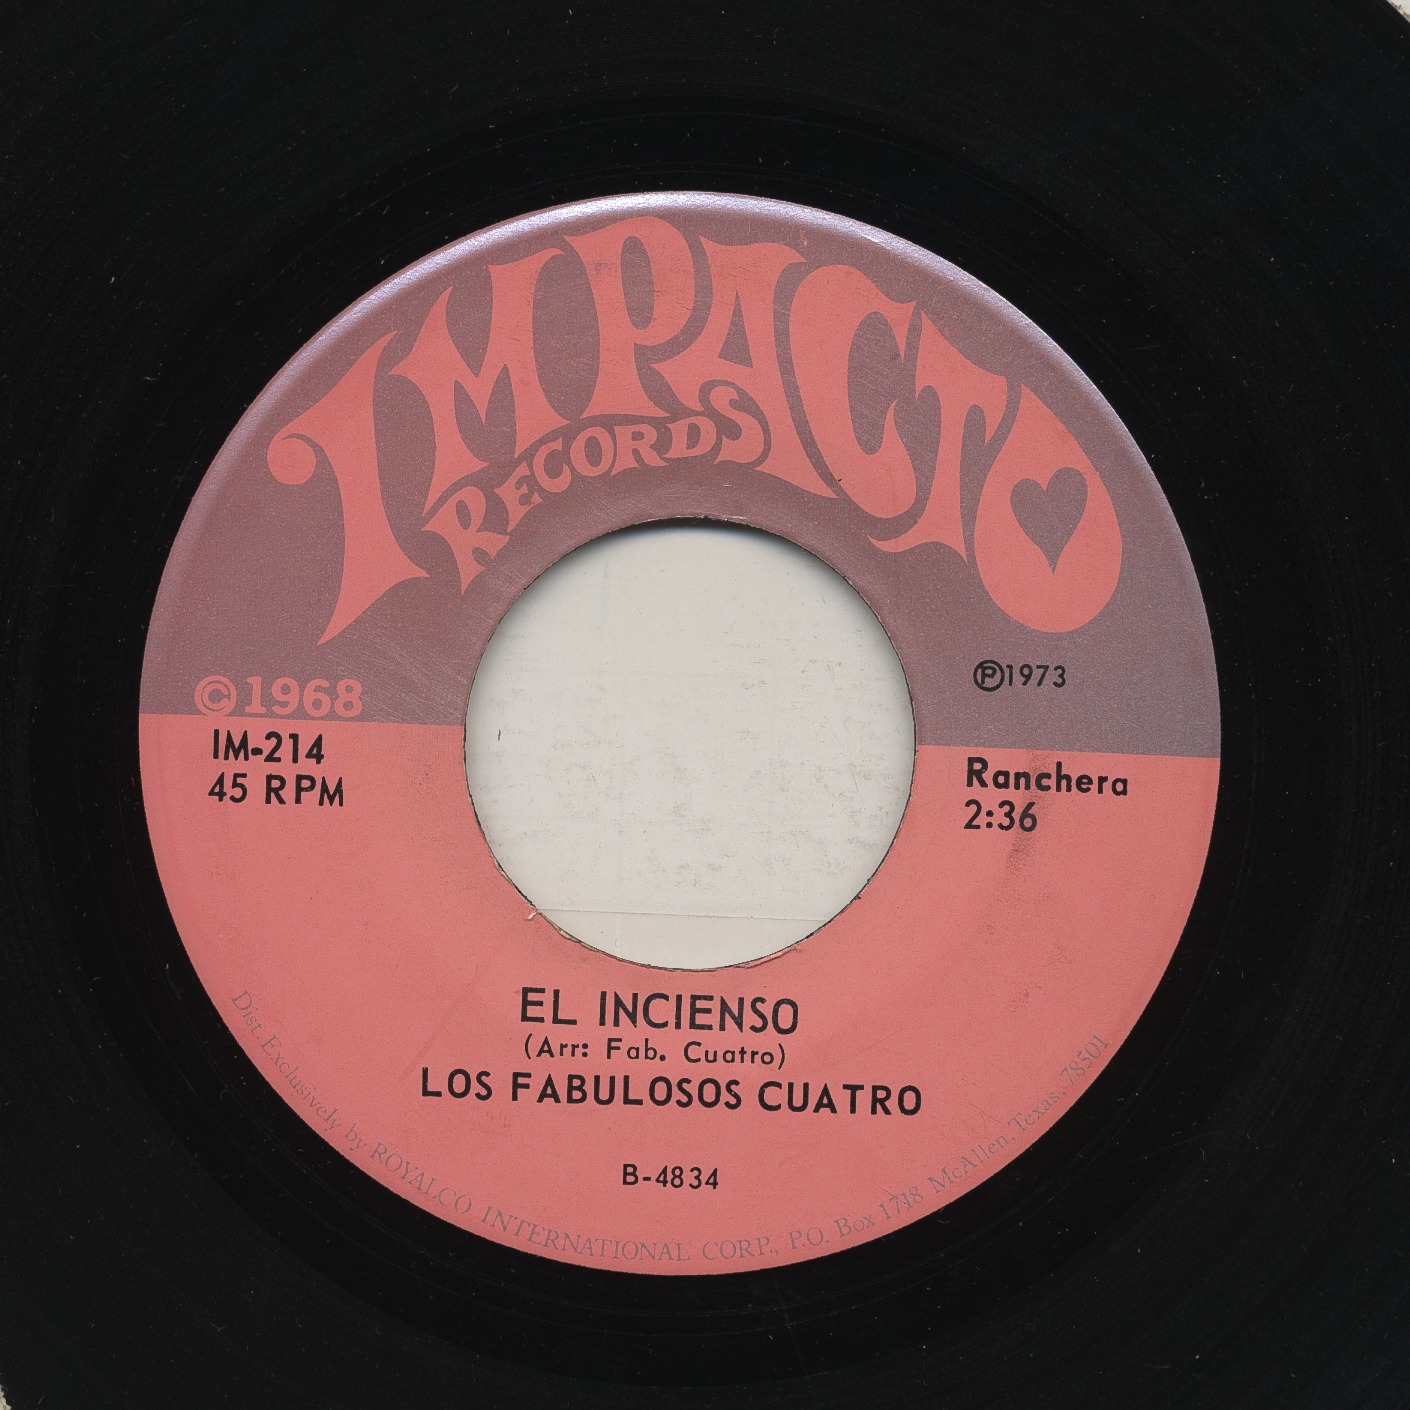 IMPACTO
RECORDS
©1968
℗1973
IM-214
45 RPM
Ranchera
2:36
EL INCIENSO
(Arr: Fab. Cuatro)
LOS FABULOSOS CUATRO
B-4834
Dist. Exclusively by ROYALCO INTERNATIONAL CORP., P.O. Box 1718 McAllen, Texas, 78501